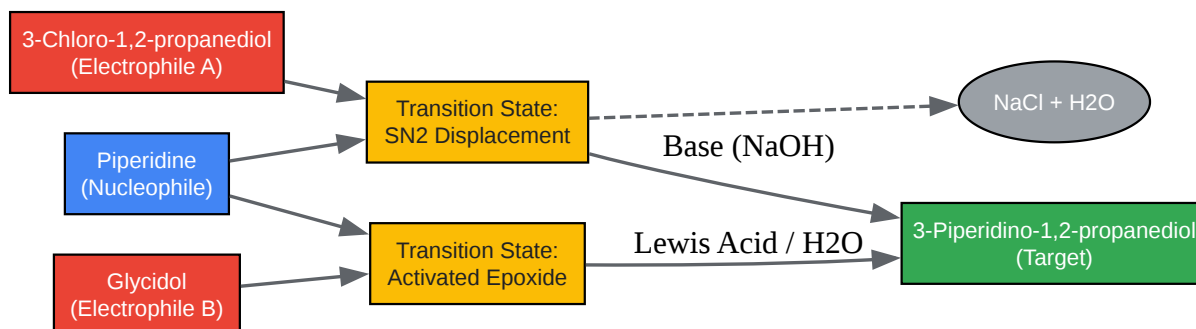 3-Chloro-1,2-propanediol
(Electrophile A)
Transition State:
SN2 Displacement
NaCl + H2O
Piperidine
(Nucleophile)
Base (NaOH)
Transition State:
Activated Epoxide
Lewis Acid / H2O
3-Piperidino-1,2-propanediol
(Target)
Glycidol
(Electrophile B)